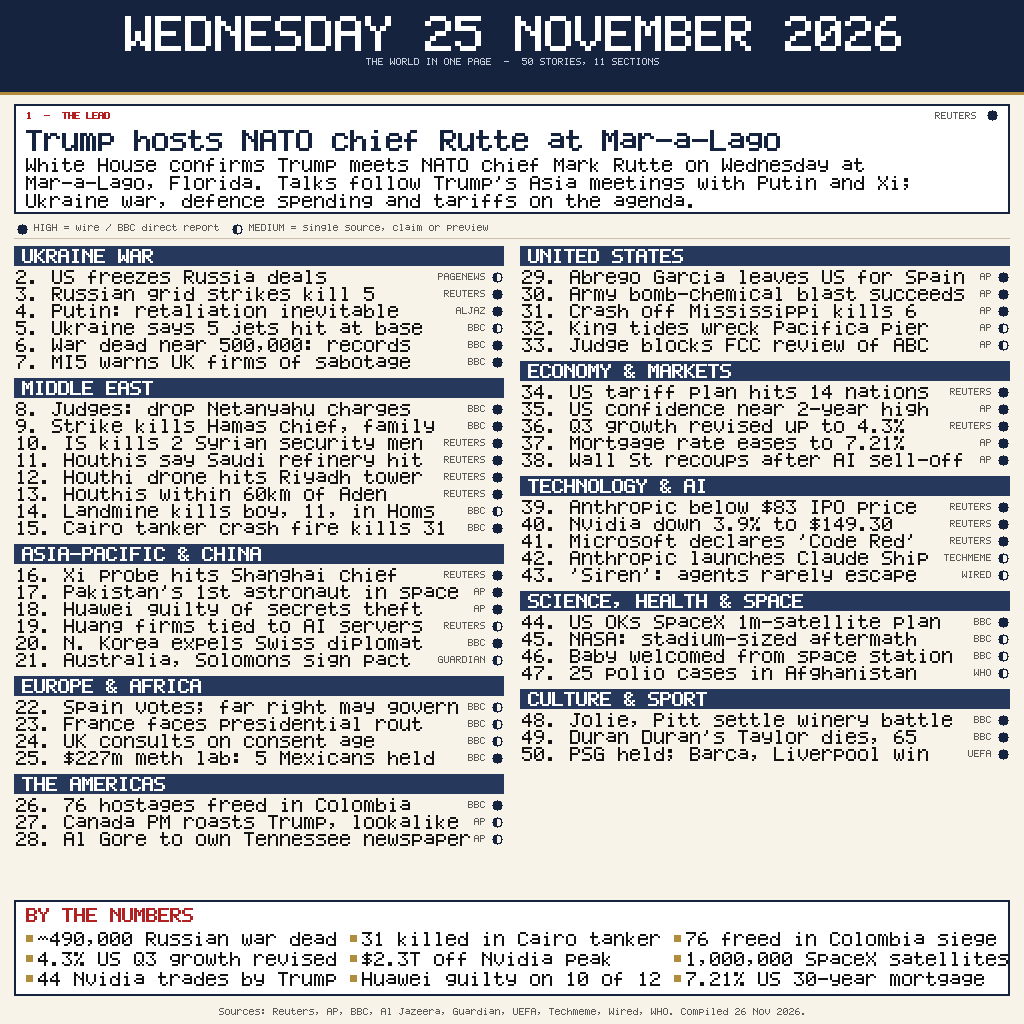 WEDNESDAY 25 NOVEMBER 2026
THE WORLD IN ONE PAGE – 50 STORIES, 11 SECTIONS
1 – THE LEAD
REUTERS
Trump hosts NATO chief Rutte at Mar-a-Lago
White House confirms Trump meets NATO chief Mark Rutte on Wednesday at
Mar-a-Lago, Florida. Talks follow Trump's Asia meetings with Putin and Xi;
Ukraine war, defence spending and tariffs on the agenda.
HIGH = wire / BBC direct report MEDIUM = single source, claim or preview
UKRAINE WAR
2. US freezes Russia deals PAGENEWS
3. Russian grid strikes kill 5 REUTERS
4. Putin: retaliation inevitable ALJAZ
5. Ukraine says 5 jets hit at base BBC
6. War dead near 500,000: records BBC
7. MI5 warns UK firms of sabotage BBC
MIDDLE EAST
8. Judges: drop Netanyahu charges BBC
9. Strike kills Hamas chief, family BBC
10. IS kills 2 Syrian security men REUTERS
11. Houthis say Saudi refinery hit REUTERS
12. Houthi drone hits Riyadh tower REUTERS
13. Houthis within 60km of Aden REUTERS
14. Landmine kills boy, 11, in Homs BBC
15. Cairo tanker crash fire kills 31 BBC
ASIA-PACIFIC & CHINA
16. Xi probe hits Shanghai chief REUTERS
17. Pakistan's 1st astronaut in space AP
18. Huawei guilty of secrets theft AP
19. Huang firms tied to AI servers REUTERS
20. N. Korea expels Swiss diplomat BBC
21. Australia, Solomons sign pact GUARDIAN
EUROPE & AFRICA
22. Spain votes; far right may govern BBC
23. France faces presidential rout BBC
24. UK consults on consent age BBC
25. $227m meth lab: 5 Mexicans held BBC
THE AMERICAS
26. 76 hostages freed in Colombia BBC
27. Canada PM roasts Trump, lookalike AP
28. Al Gore to own Tennessee newspaper AP
UNITED STATES
29. Abrego Garcia leaves US for Spain AP
30. Army bomb-chemical blast succeeds AP
31. Crash off Mississippi kills 6 AP
32. King tides wreck Pacifica pier AP
33. Judge blocks FCC review of ABC AP
ECONOMY & MARKETS
34. US tariff plan hits 14 nations REUTERS
35. US confidence near 2-year high AP
36. Q3 growth revised up to 4.3% REUTERS
37. Mortgage rate eases to 7.21% AP
38. Wall St recoups after AI sell-off AP
TECHNOLOGY & AI
39. Anthropic below $83 IPO price REUTERS
40. Nvidia down 3.9% to $149.30 REUTERS
41. Microsoft declares 'Code Red' REUTERS
42. Anthropic launches Claude Ship TECHMEME
43. 'Siren': agents rarely escape WIRED
SCIENCE, HEALTH & SPACE
44. US OKs SpaceX 1m-satellite plan BBC
45. NASA: stadium-sized aftermath BBC
46. Baby welcomed from space station BBC
47. 25 polio cases in Afghanistan WHO
CULTURE & SPORT
48. Jolie, Pitt settle winery battle BBC
49. Duran Duran's Taylor dies, 65 BBC
50. PSG held; Barca, Liverpool win UEFA
BY THE NUMBERS
~490,000 Russian war dead 31 killed in Cairo tanker 76 freed in Colombia siege
4.3% US Q3 growth revised $2.3T off Nvidia peak 1,000,000 SpaceX satellites
44 Nvidia trades by Trump Huawei guilty on 10 of 12 7.21% US 30-year mortgage
Sources: Reuters, AP, BBC, Al Jazeera, Guardian, UEFA, Techmeme, Wired, WHO. Compiled 26 Nov 2026.